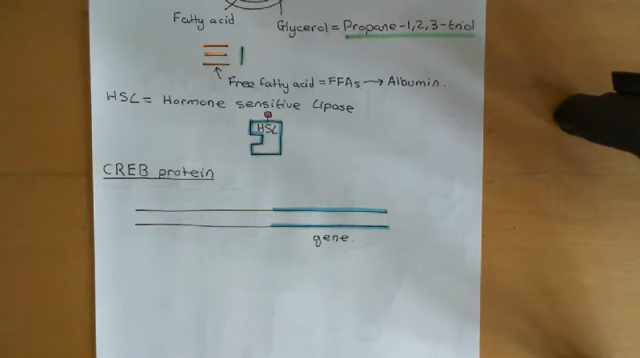 Fatty acid
Glycerol = Propane-1,2,3-triol
Free fatty acid = FFAs → Albumin.
HSL = Hormone sensitive Lipase
HSL
CREB protein
gene.